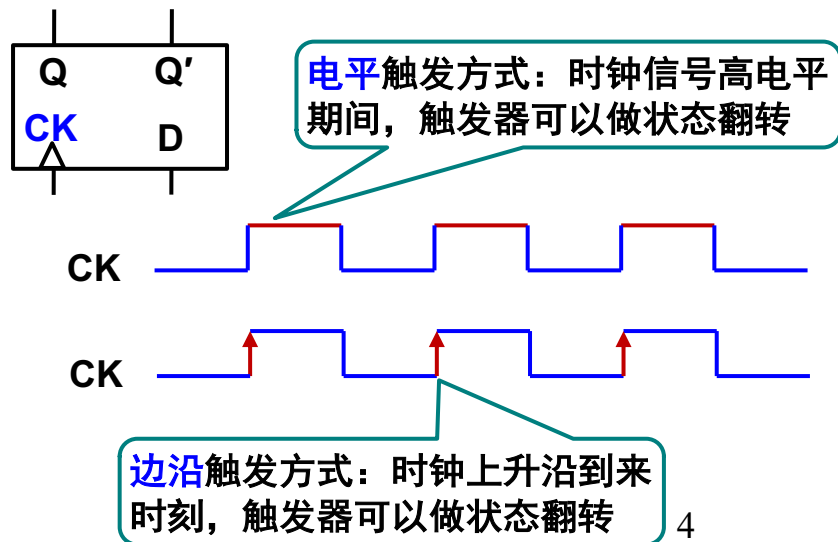 Q Q′
CK D
电平触发方式：时钟信号高电平
期间，触发器可以做状态翻转
CK
CK
边沿触发方式：时钟上升沿到来
时刻，触发器可以做状态翻转
4